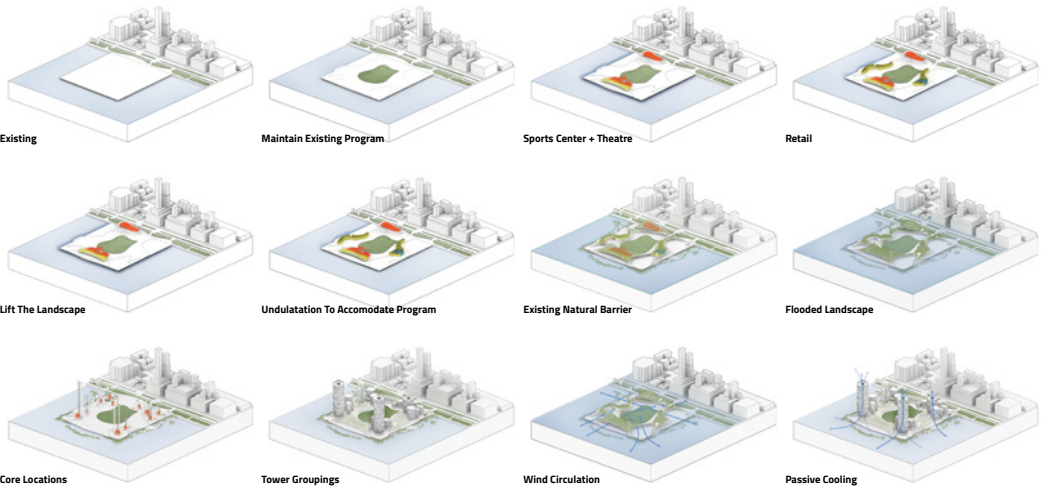 Existing
Maintain Existing Program
Sports Center + Theatre
Retail
Lift The Landscape
Undulatation To Accomodate Program
Existing Natural Barrier
Flooded Landscape
Core Locations
Tower Groupings
Wind Circulation
Passive Cooling